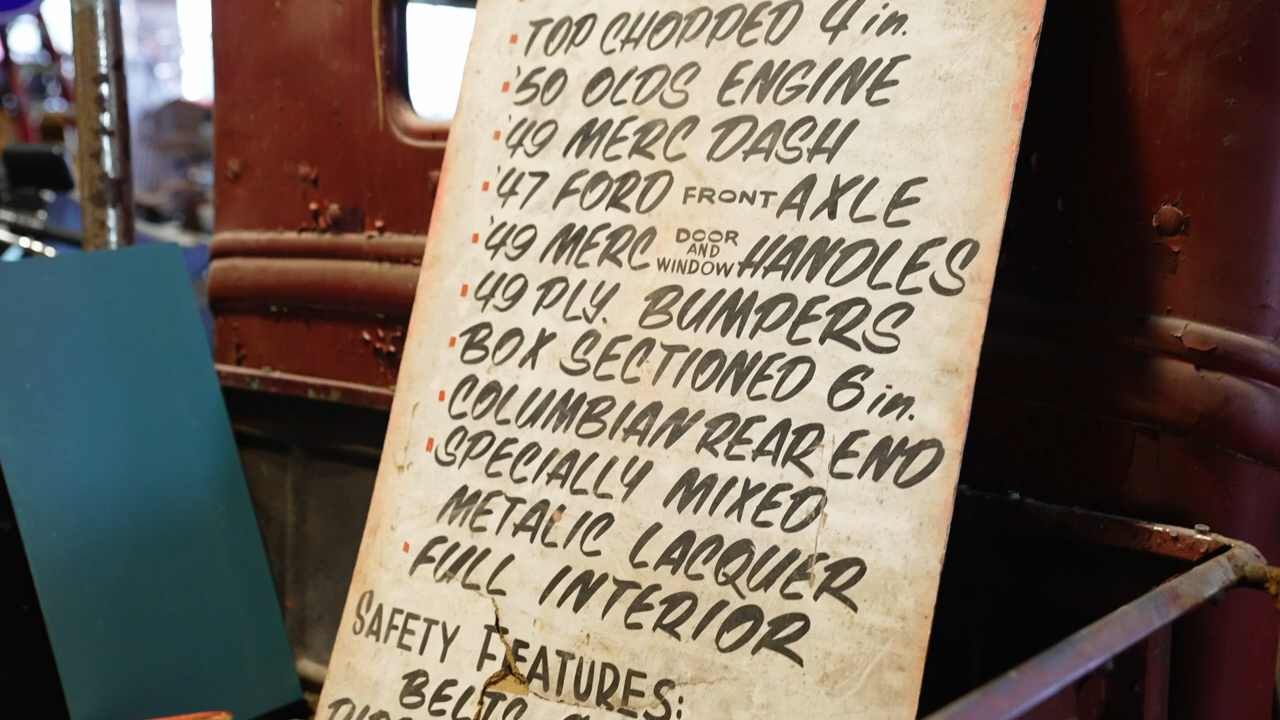 TOP CHOPPED 4 in.
'50 OLDS ENGINE
'49 MERC DASH
'47 FORD FRONT AXLE
'49 MERC DOOR AND WINDOW HANDLES
'49 PLY. BUMPERS
BOX SECTIONED 6 in.
COLUMBIAN REAR END
SPECIALLY MIXED
METALIC LACQUER
FULL INTERIOR
SAFETY FEATURES:
BELTS